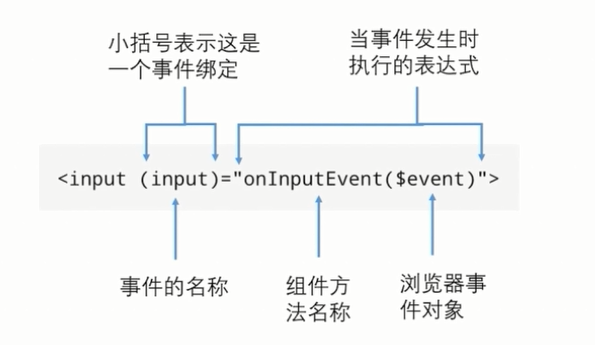 小括号表示这是
一个事件绑定
当事件发生时
执行的表达式
<input (input)="onInputEvent($event)">
事件的名称
组件方
法名称
浏览器事
件对象